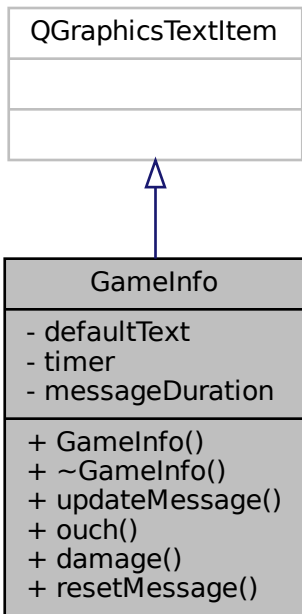 QGraphicsTextItem
GameInfo
- defaultText
- timer
- messageDuration
+ GameInfo()
+ ~GameInfo()
+ updateMessage()
+ ouch()
+ damage()
+ resetMessage()